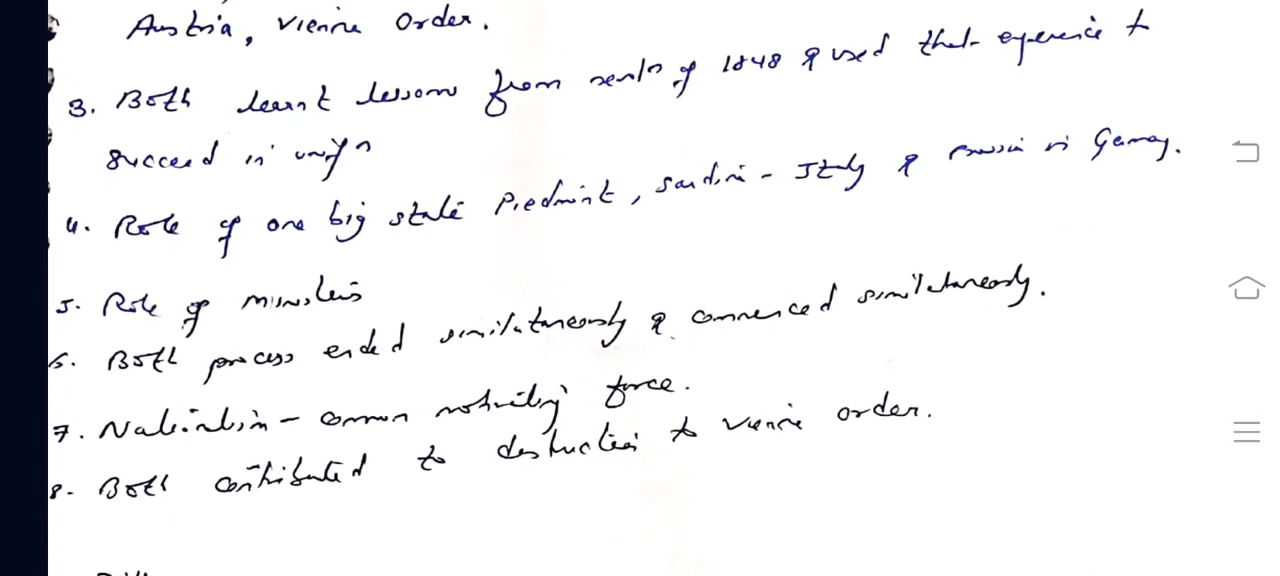 Austria, Vienna Order.
3. Both learnt lessons from revoln of 1848 & used that experience to
succeed in unifn
4. Role of one big state Piedmont, Sardinia - Italy & Prussia in Germany.
5. Role of ministers
6. Both process ended simultaneously & commenced simultaneously.
7. Nationalism - common motivating force.
8. Both contributed to destruction to Vienna order.